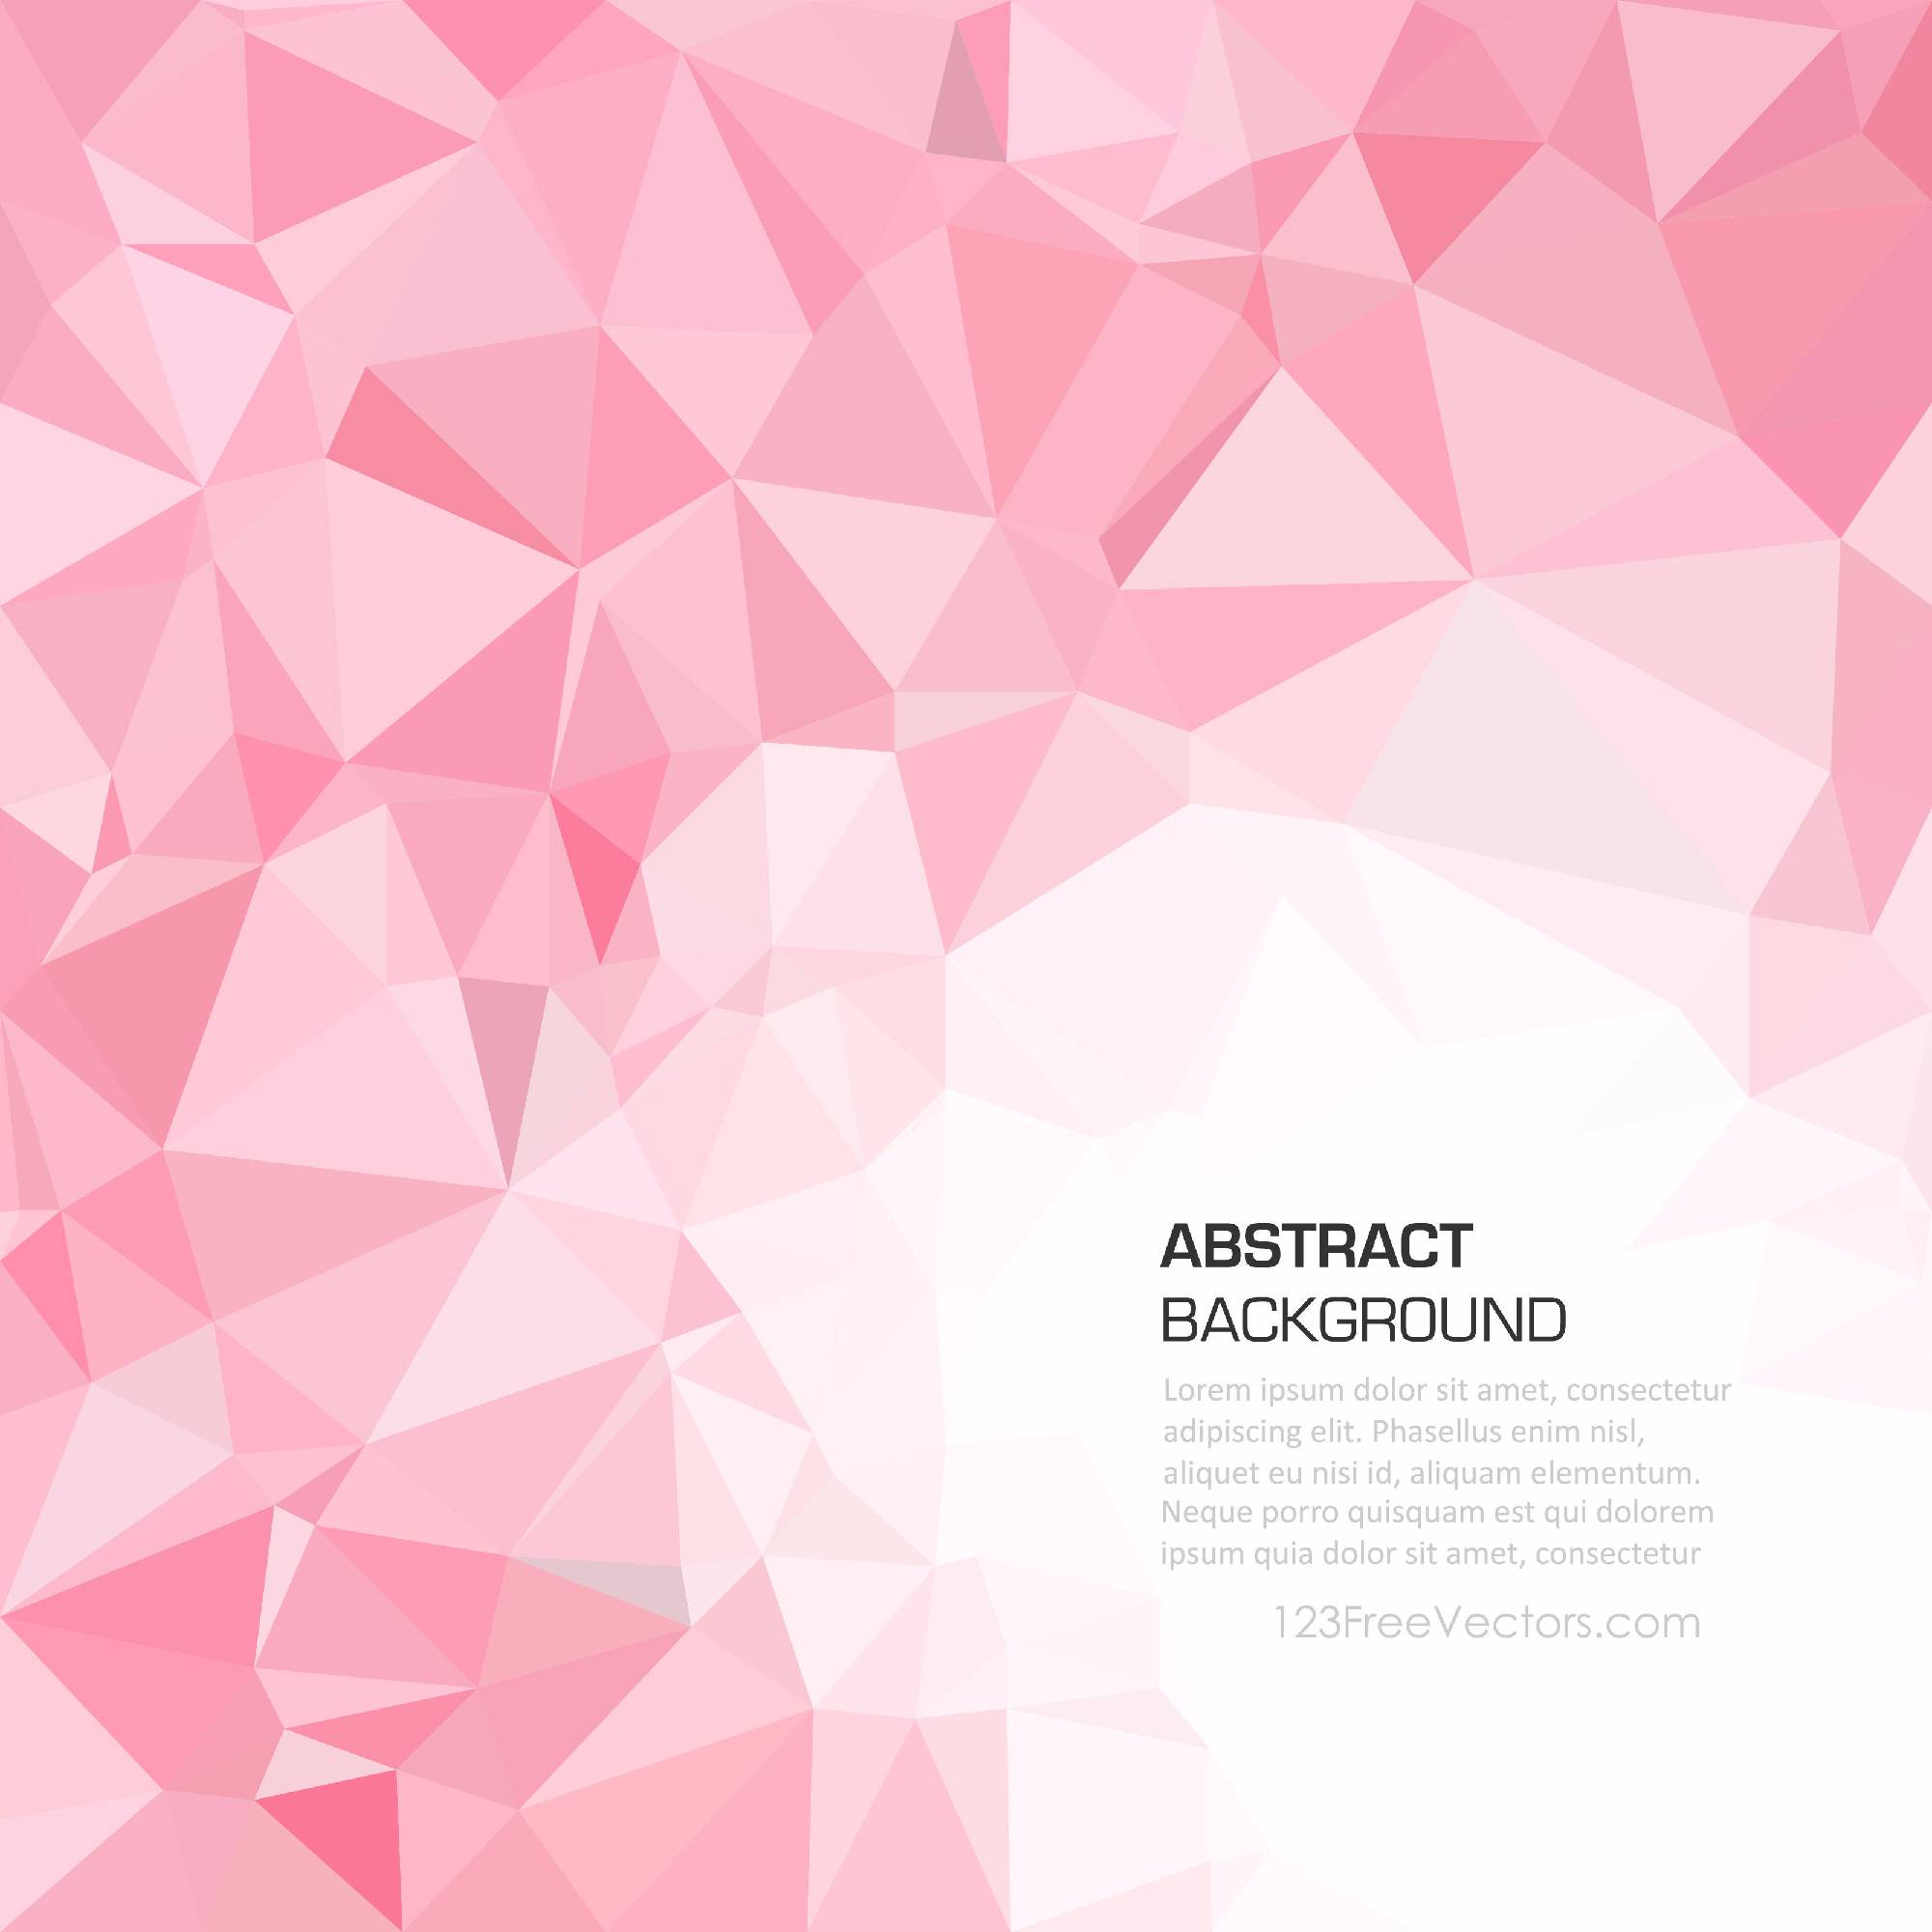 ABSTRACT
BACKGROUND
Lorem ipsum dolor sit amet, consectetur
adipiscing elit. Phasellus enim nisl,
aliquet eu nisi id, aliquam elementum.
Neque porro quisquam est qui dolorem
ipsum quia dolor sit amet, consectetur
123FreeVectors.com